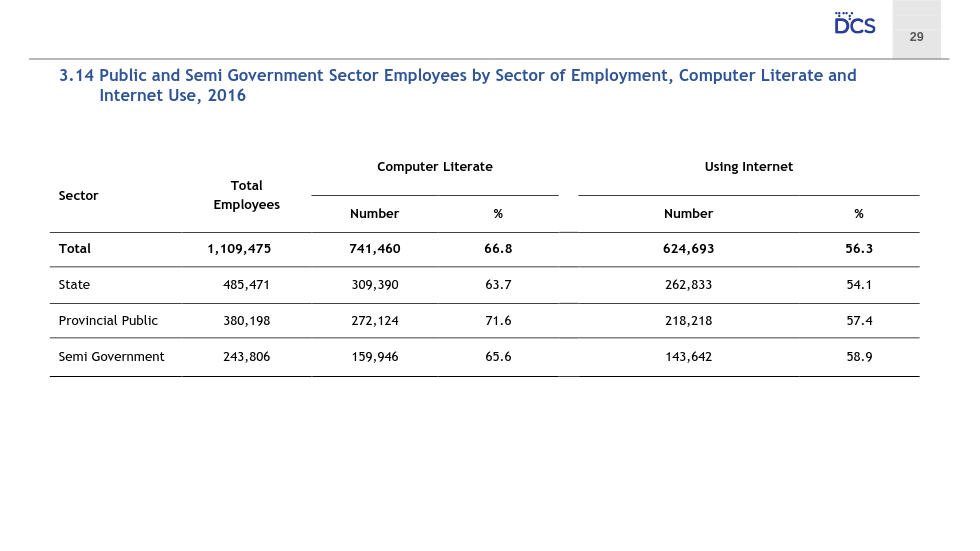 DCS
29
3.14 Public and Semi Government Sector Employees by Sector of Employment, Computer Literate and
Internet Use, 2016
Sector
Total
Employees
Computer Literate
Using Internet
Number % Number %
Total 1,109,475 741,460 66.8 624,693 56.3
State 485,471 309,390 63.7 262,833 54.1
Provincial Public 380,198 272,124 71.6 218,218 57.4
Semi Government 243,806 159,946 65.6 143,642 58.9